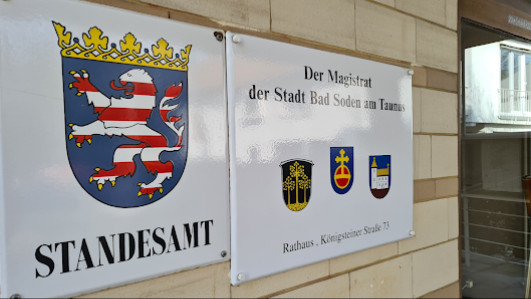 STANDESAMT
Der Magistrat
der Stadt Bad Soden am Taunus
Rathaus , Königsteiner Straße 73